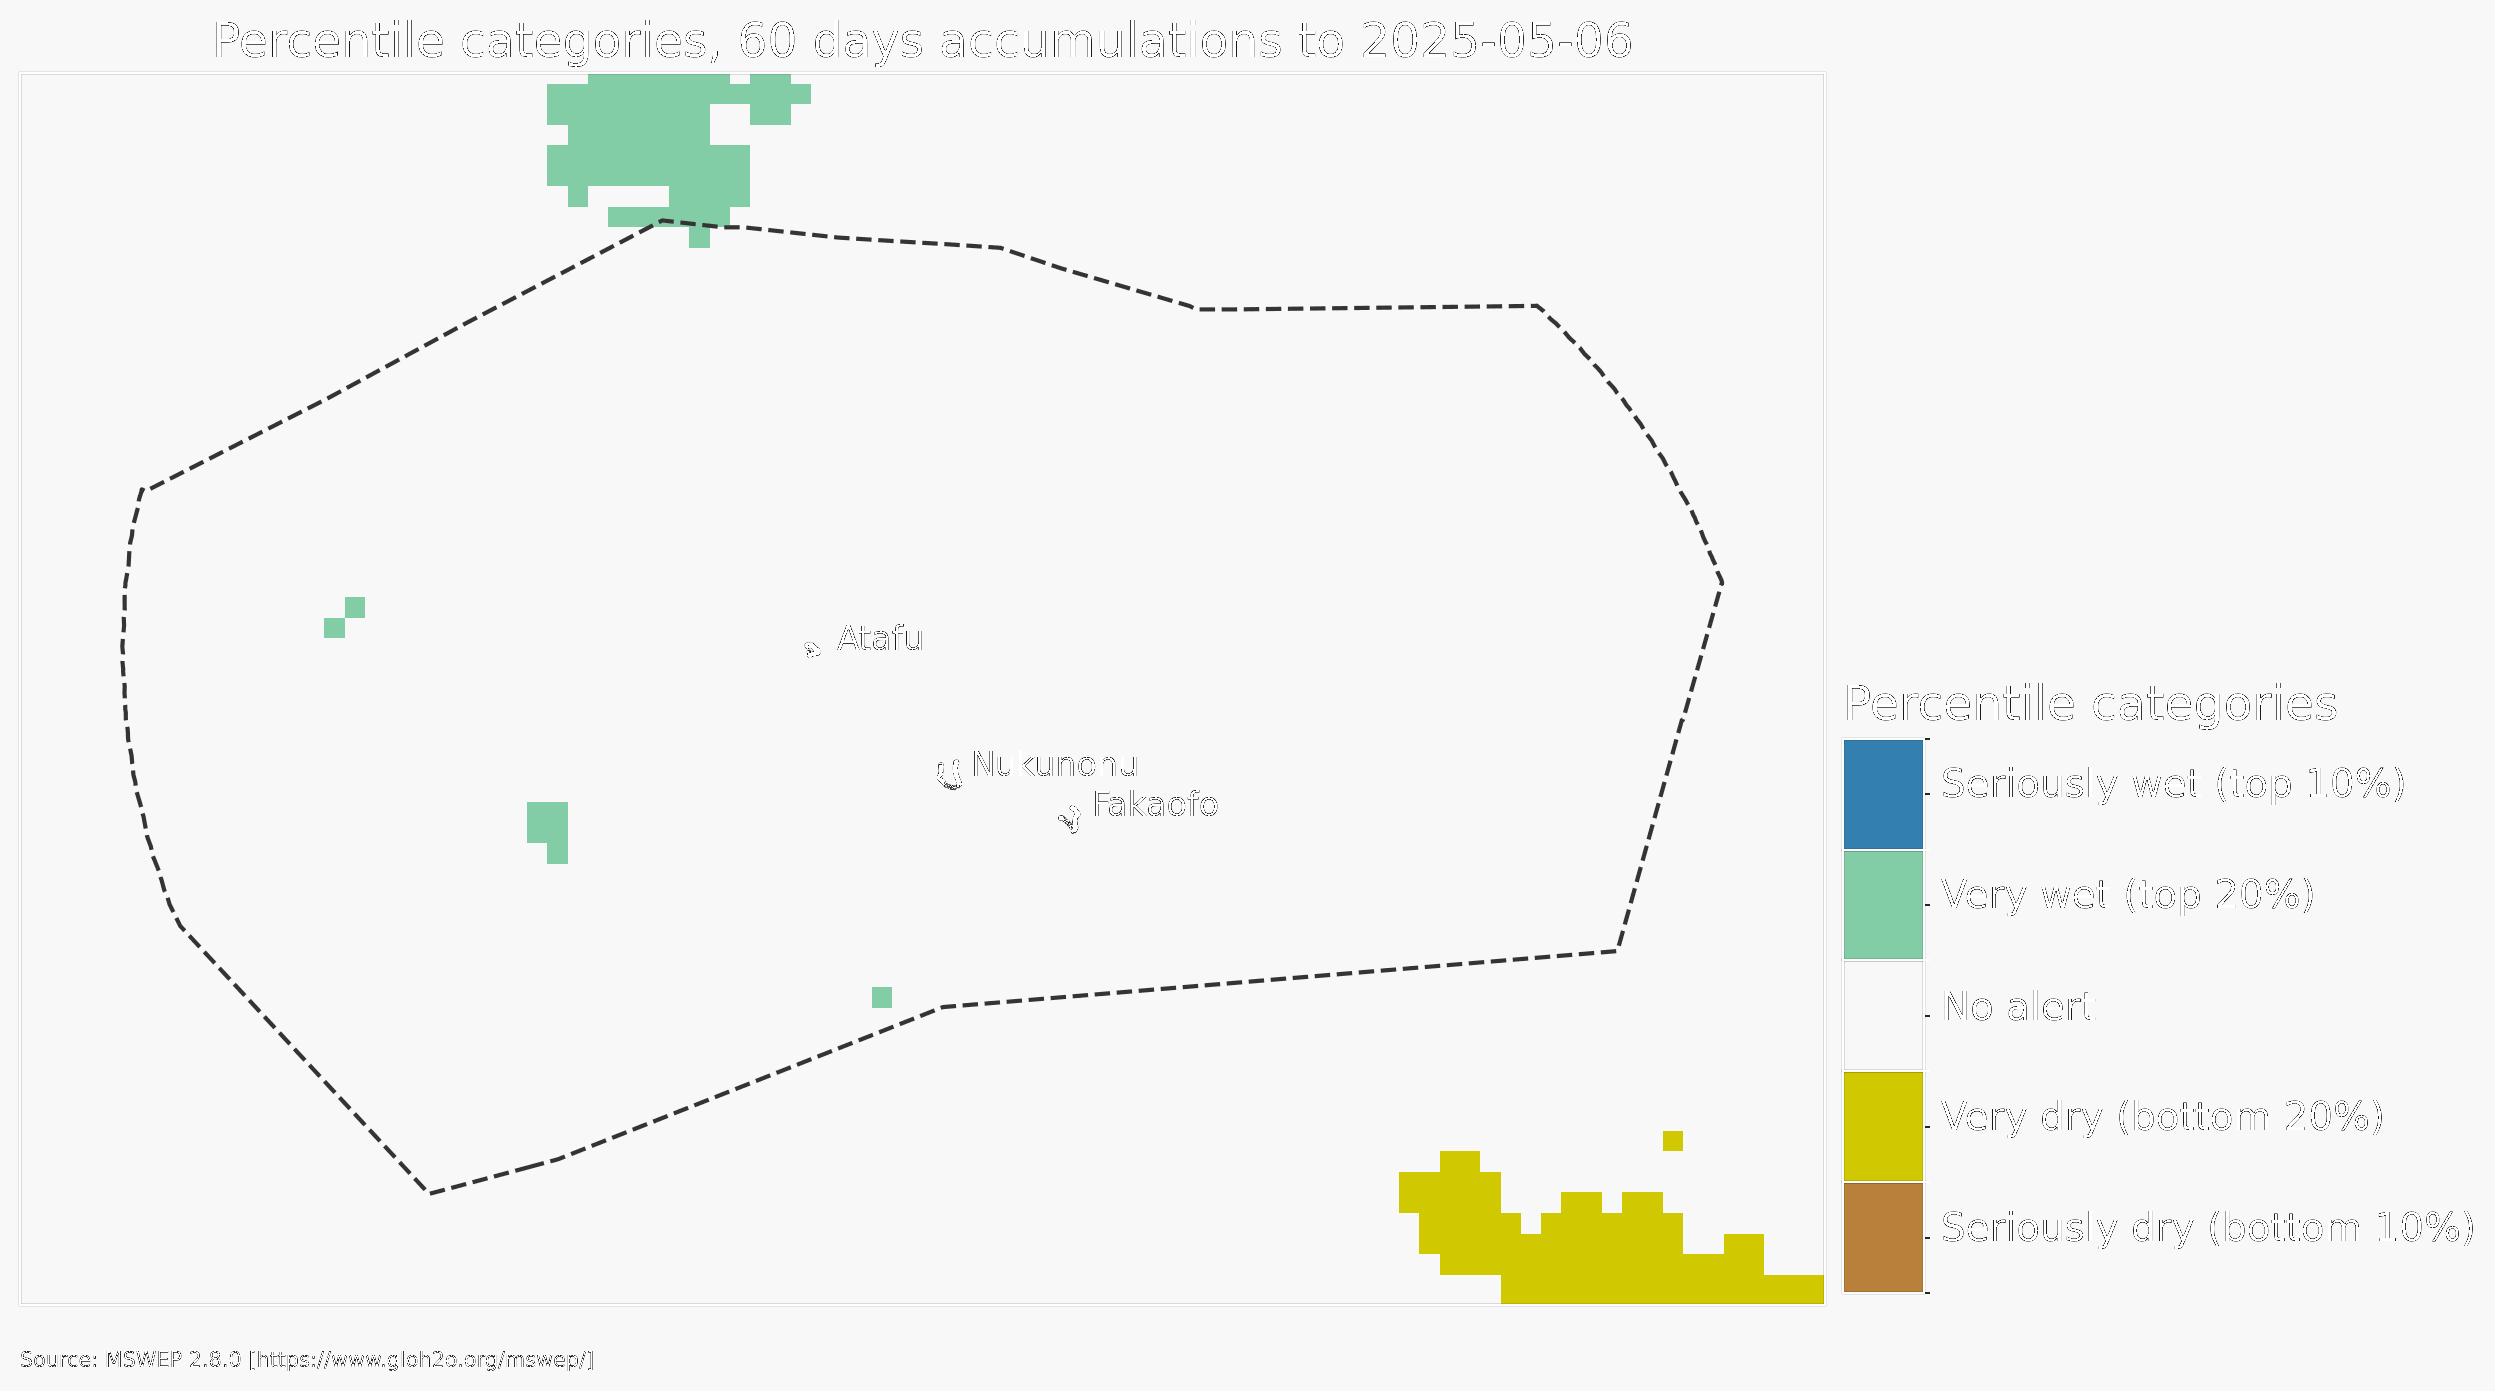 Percentile categories, 60 days accumulations to 2025-05-06
Atafu
Nukunonu
Fakaofo
Percentile categories
Seriously wet (top 10%)
Very wet (top 20%)
No alert
Very dry (bottom 20%)
Seriously dry (bottom 10%)
Source: MSWEP 2.8.0 [https://www.gloh2o.org/mswep/]